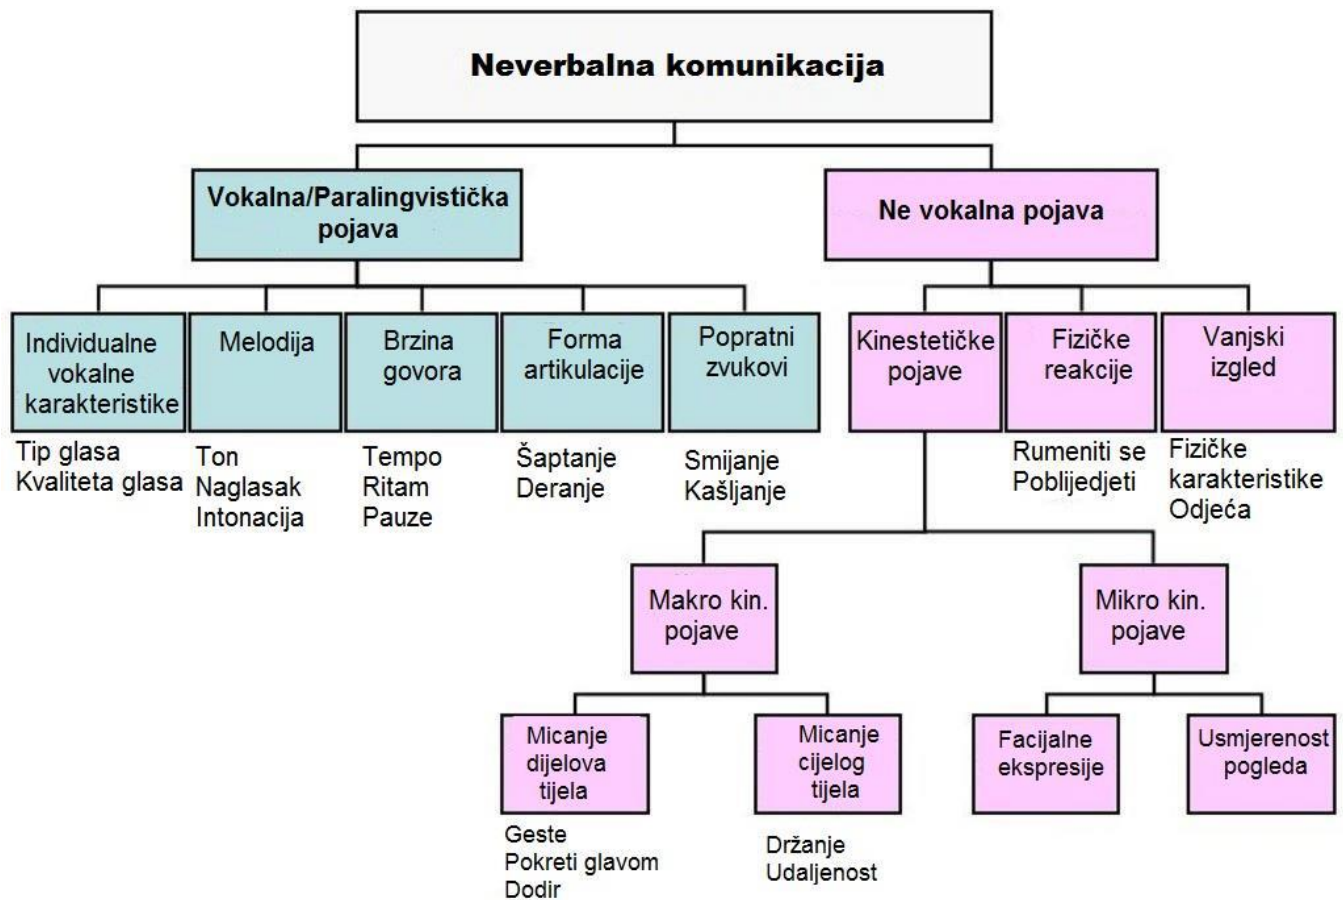 Neverbalna komunikacija
Vokalna/Paralingvistička
pojava
Ne vokalna pojava
Individualne
vokalne
karakteristike
Tip glasa
Kvaliteta glasa
Melodija
Ton
Naglasak
Intonacija
Brzina
govora
Tempo
Ritam
Pauze
Forma
artikulacije
Šaptanje
Deranje
Popratni
zvukovi
Smijanje
Kašljanje
Kinestetičke
pojave
Fizičke
reakcije
Rumeniti se
Poblijedjeti
Vanjski
izgled
Fizičke
karakteristike
Odjeća
Makro kin.
pojave
Mikro kin.
pojave
Micanje
dijelova
tijela
Geste
Pokreti glavom
Dodir
Micanje
cijelog
tijela
Držanje
Udaljenost
Facijalne
ekspresije
Usmjerenost
pogleda